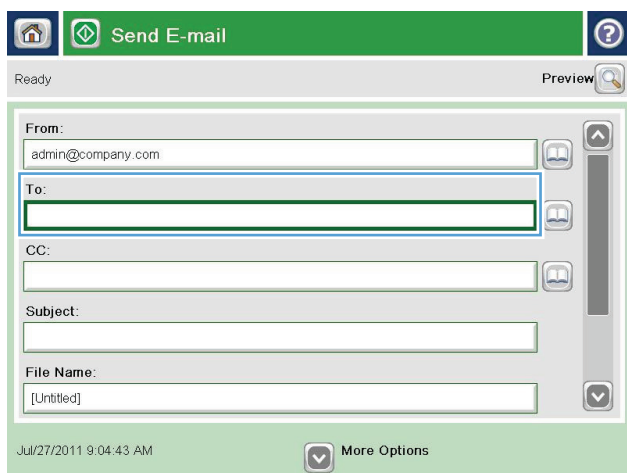 Send E-mail
?
Ready
Preview
From:
admin@company.com
To:
CC:
Subject:
File Name:
[Untitled]
Jul/27/2011 9:04:43 AM
More Options